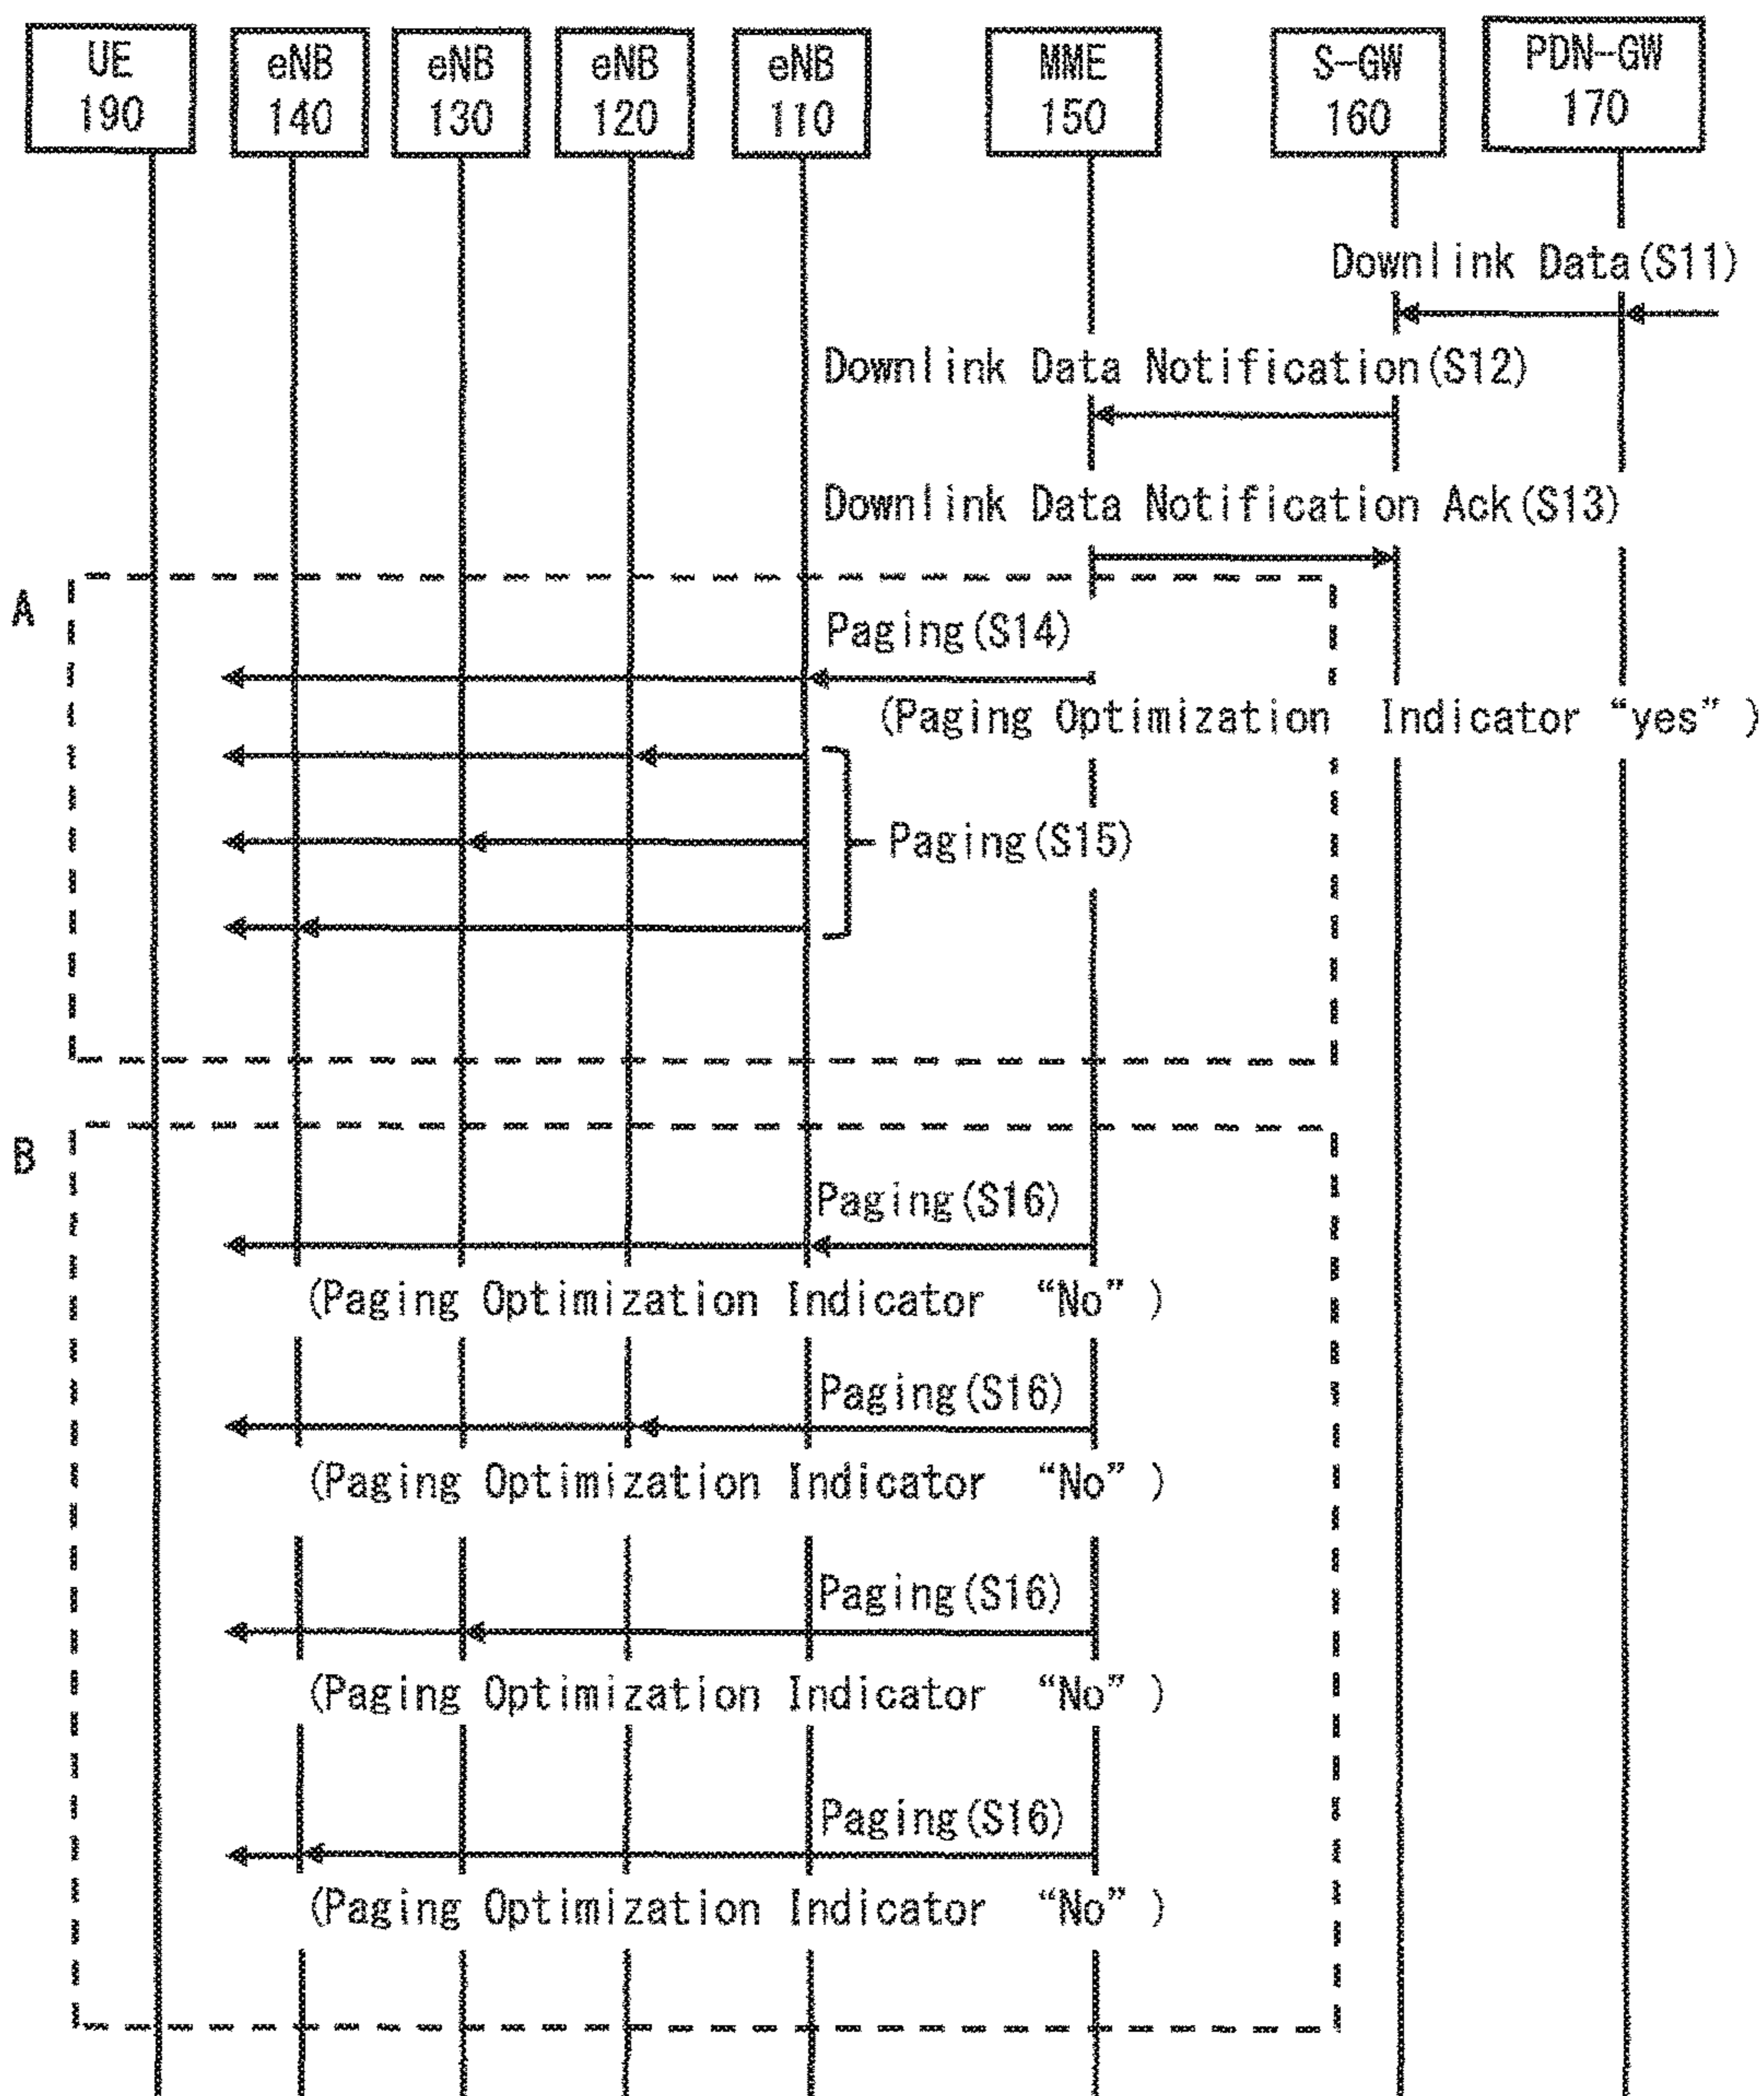 UE
190
eNB
140
eNB
130
eNB
120
eNB
110
MME
150
S-GW
160
PDN-GW
170
Downlink Data(S11)
Downlink Data Notification(S12)
Downlink Data Notification Ack(S13)
A
Paging(S14)
(Paging Optimization Indicator “yes” )
Paging(S15)
B
Paging(S16)
(Paging Optimization Indicator “No” )
Paging(S16)
(Paging Optimization Indicator “No” )
Paging(S16)
(Paging Optimization Indicator “No” )
Paging(S16)
(Paging Optimization Indicator “No” )